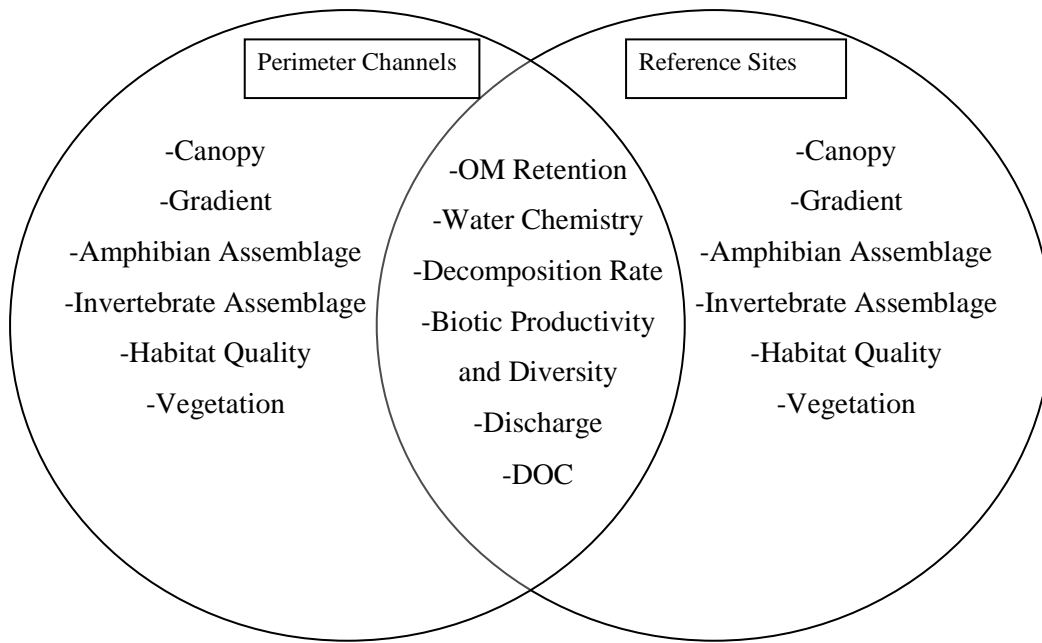 Perimeter Channels
-Canopy
-Gradient
-Amphibian Assemblage
-Invertebrate Assemblage
-Habitat Quality
-Vegetation
-OM Retention
-Water Chemistry
-Decomposition Rate
-Biotic Productivity
and Diversity
-Discharge
-DOC
Reference Sites
-Canopy
-Gradient
-Amphibian Assemblage
-Invertebrate Assemblage
-Habitat Quality
-Vegetation